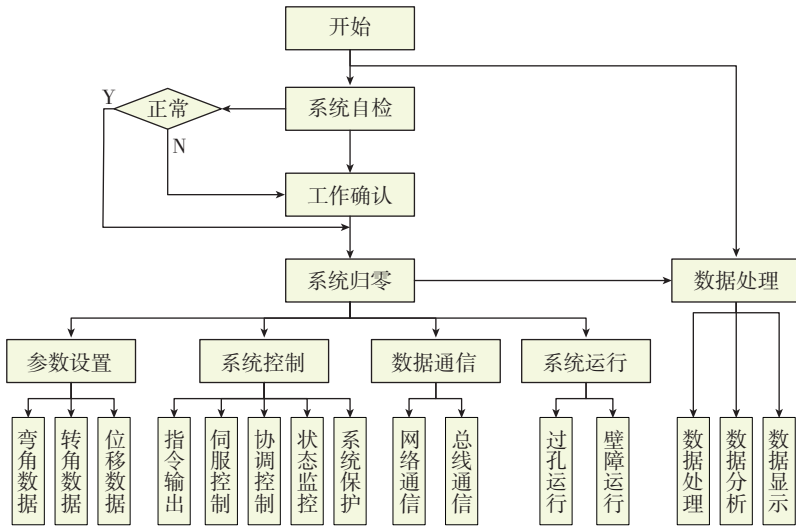 开始
系统自检
正常
Y
N
工作确认
系统归零
数据处理
参数设置
系统控制
数据通信
系统运行
弯角数据
转角数据
位移数据
指令输出
伺服控制
协调控制
状态监控
系统保护
网络通信
总线通信
过孔运行
壁障运行
数据处理
数据分析
数据显示